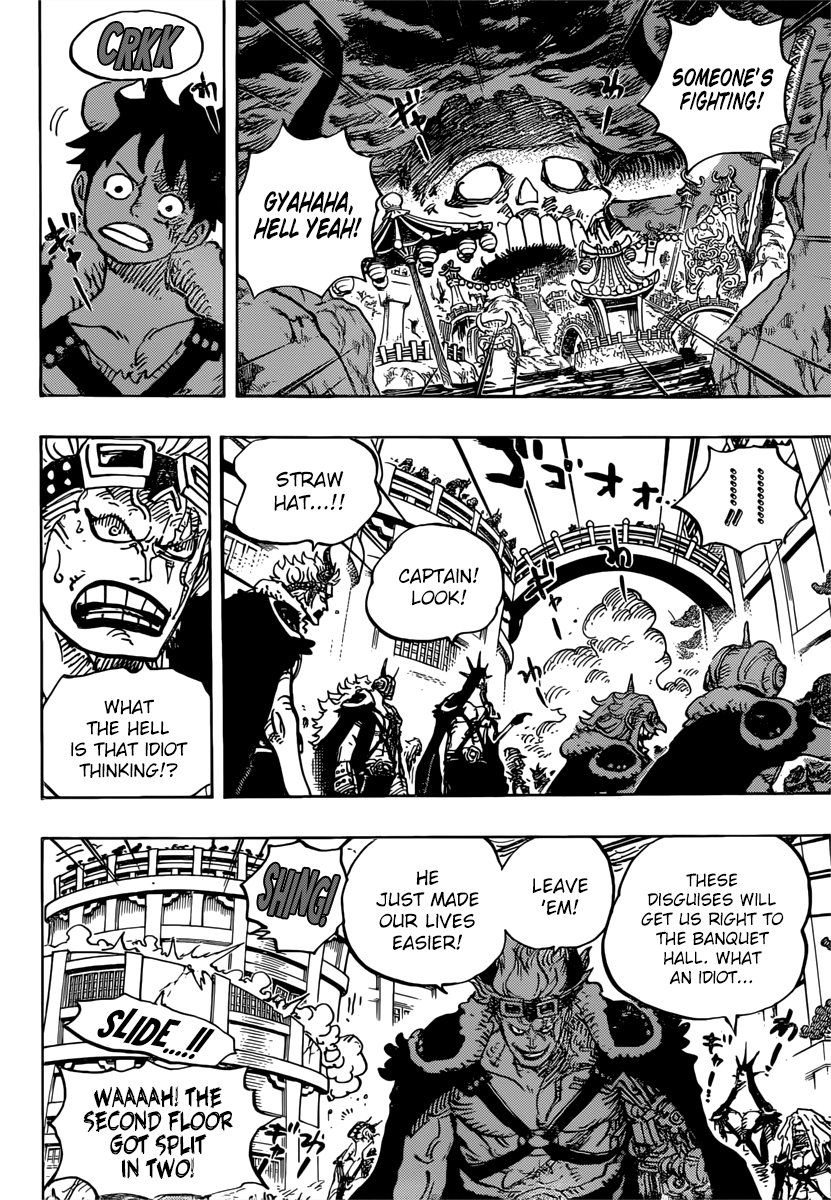 SOMEONE'S
FIGHTING!
GYAHAHA,
HELL YEAH!
CRKK
CAPTAIN!
LOOK!
STRAW
HAT...!!
WHAT
THE HELL
IS THAT IDIOT
THINKING!?
THESE
DISGUISES WILL
GET US RIGHT TO
THE BANQUET
HALL. WHAT
AN IDIOT...
LEAVE
'EM!
HE
JUST MADE
OUR LIVES
EASIER!
SHING!
SLIDE...!!
WAAAAH! THE
SECOND FLOOR
GOT SPLIT
IN TWO!